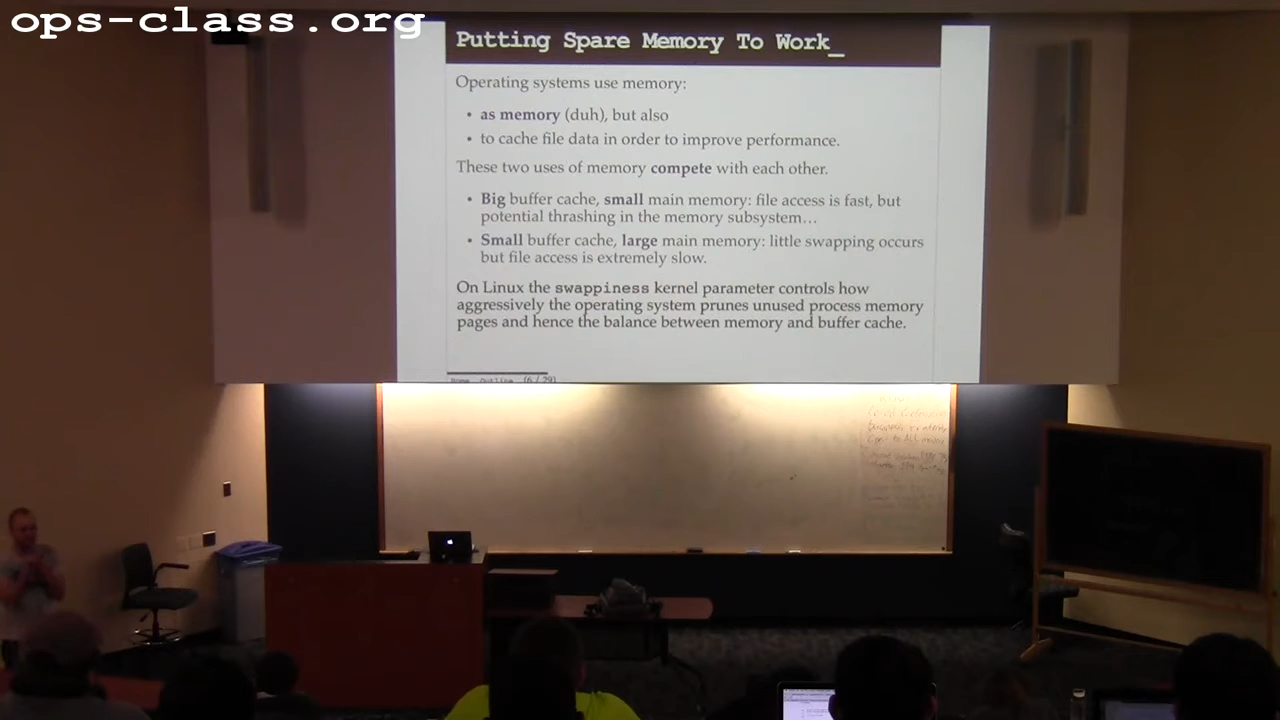 ops-class.org
Putting Spare Memory To Work_
Operating systems use memory:
• as memory (duh), but also
• to cache file data in order to improve performance.
These two uses of memory compete with each other.
• Big buffer cache, small main memory: file access is fast, but
potential thrashing in the memory subsystem…
• Small buffer cache, large main memory: little swapping occurs
but file access is extremely slow.
On Linux the swappiness kernel parameter controls how
aggressively the operating system prunes unused process memory
pages and hence the balance between memory and buffer cache.
(6 / 29)